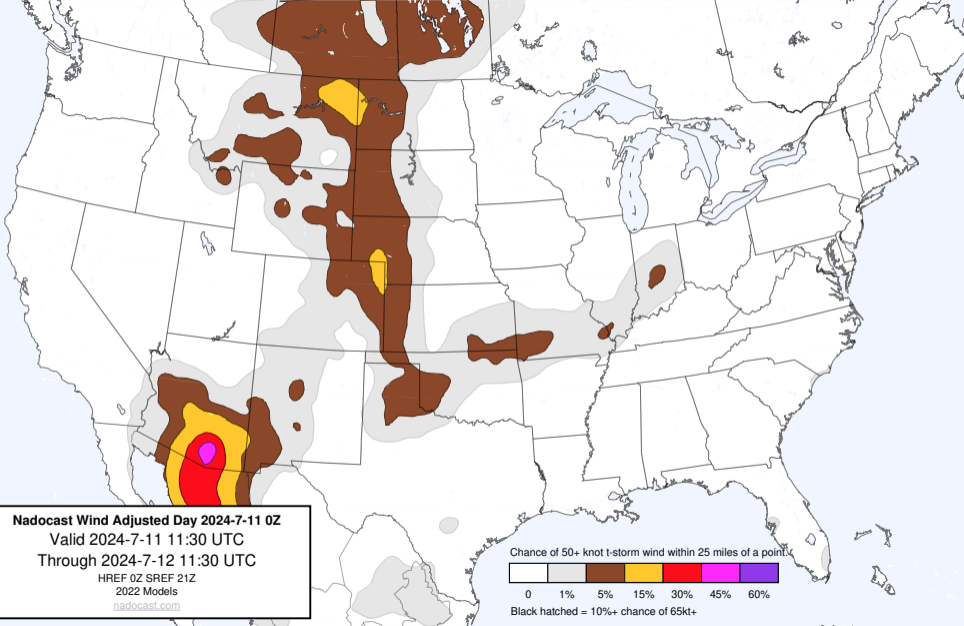 Nadocast Wind Adjusted Day 2024-7-11 0Z
Valid 2024-7-11 11:30 UTC
Through 2024-7-12 11:30 UTC
HREF 0Z SREF 21Z
2022 Models
nadocast.com
Chance of 50+ knot t-storm wind within 25 miles of a point.
0 1% 5% 15% 30% 45% 60%
Black hatched = 10%+ chance of 65kt+